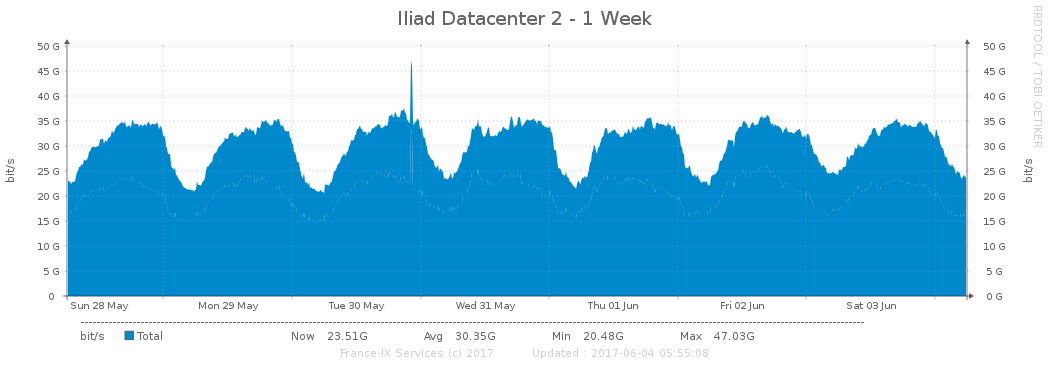 Iliad Datacenter 2 - 1 Week
RRDTOOL / TOBI OETIKER
bit/s
50 G 50 G
45 G 45 G
40 G 40 G
35 G 35 G
30 G 30 G
25 G 25 G
20 G 20 G
15 G 15 G
10 G 10 G
5 G 5 G
0 0 G
bit/s
Sun 28 May Mon 29 May Tue 30 May Wed 31 May Thu 01 Jun Fri 02 Jun Sat 03 Jun
bit/s Total Now 23.51G Avg 30.35G Min 20.48G Max 47.03G
France-IX Services (c) 2017 Updated : 2017-06-04 05:55:08